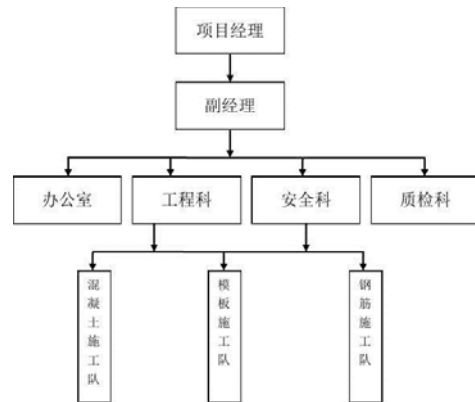 项目经理
副经理
办公室
工程科
安全科
质检科
混凝土施工队
模板施工队
钢筋施工队